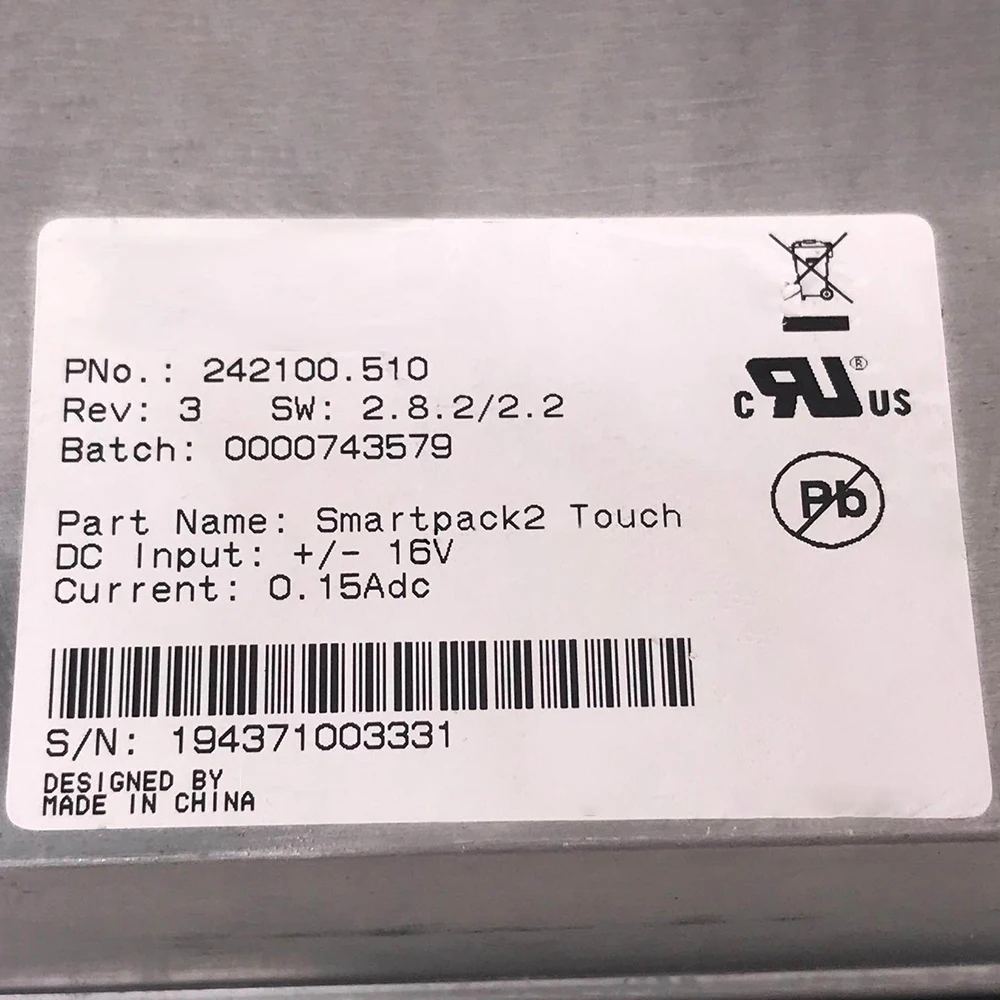 PNo.: 242100.510
Rev: 3 SW: 2.8.2/2.2
Batch: 0000743579
c RU ® US
Pb
Part Name: Smartpack2 Touch
DC Input: +/- 16V
Current: 0.15Adc
S/N: 194371003331
DESIGNED BY
MADE IN CHINA